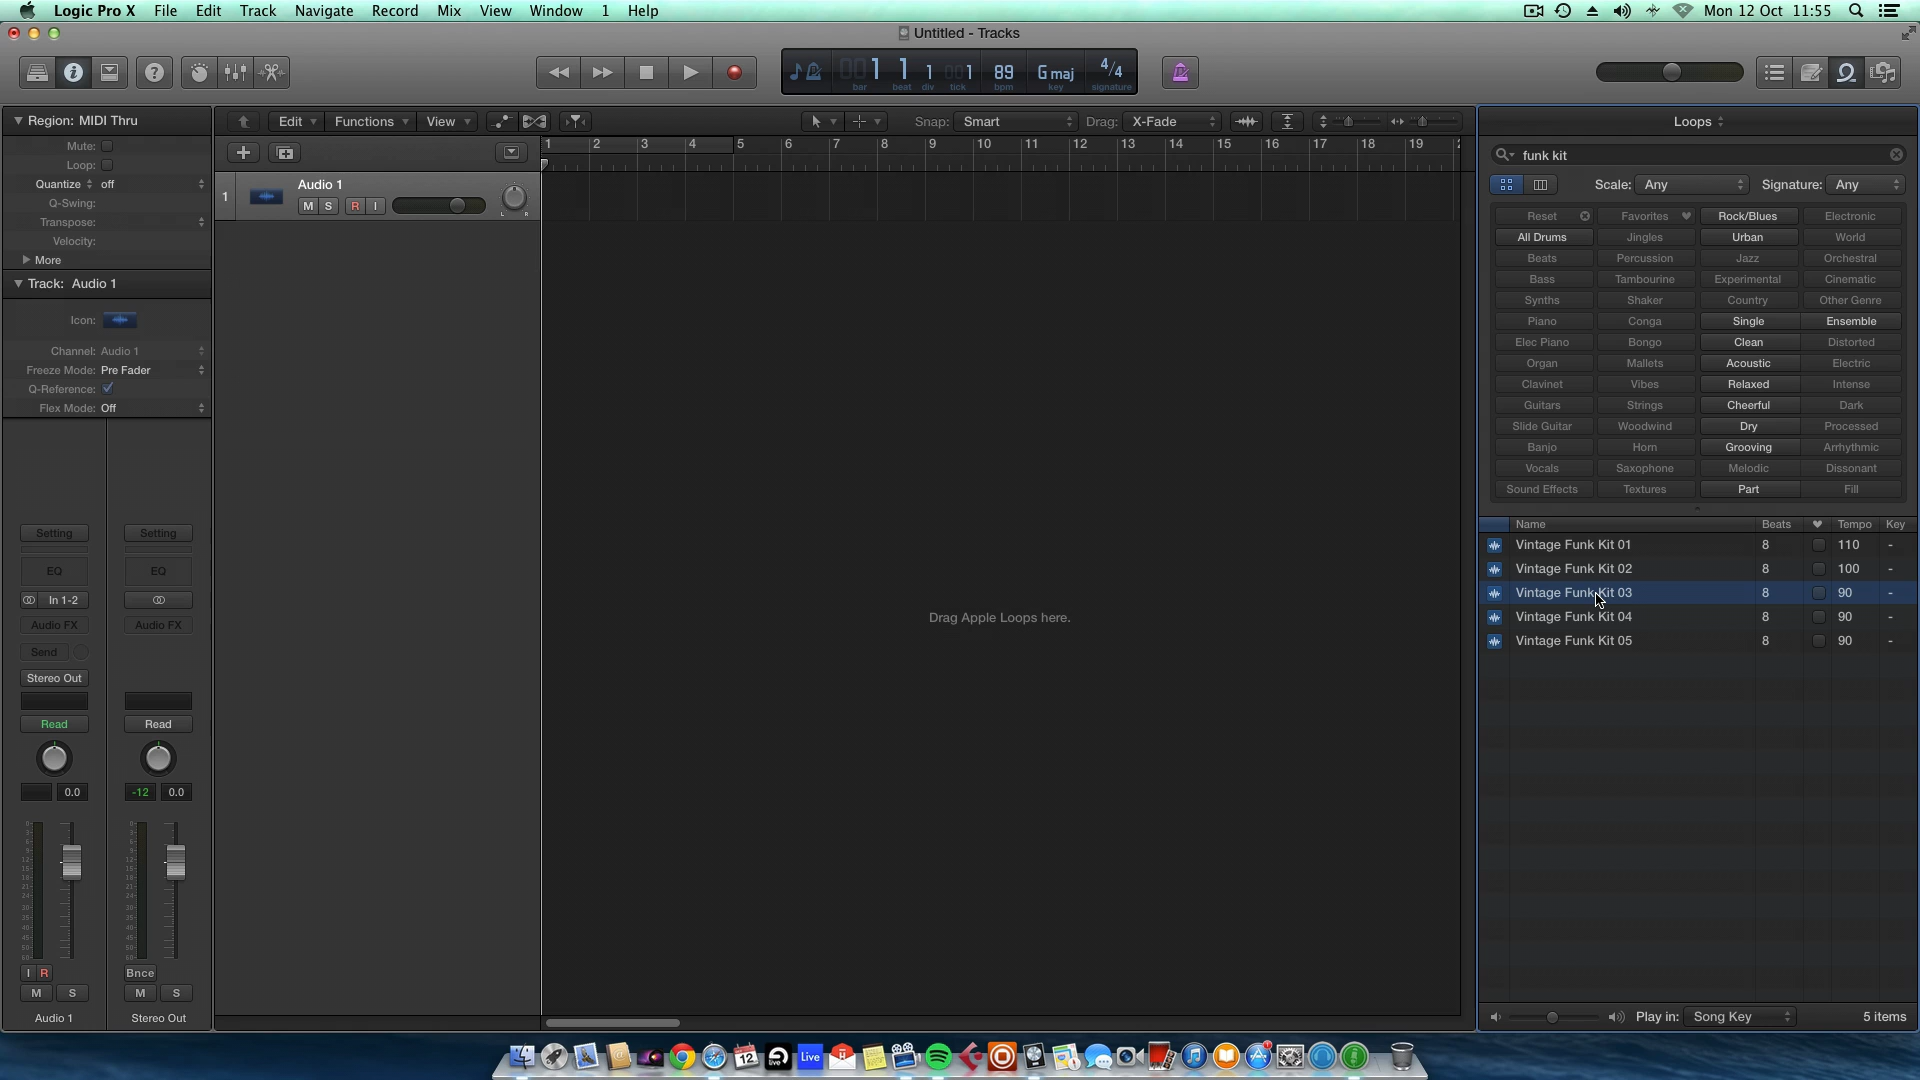 Logic Pro X File Edit Track Navigate Record Mix View Window 1 Help Mon 12 Oct 11:55
Untitled - Tracks
1 1 1 1 89 G maj 4/4
bar beat div tick bpm key signature
Region: MIDI Thru
Mute:
Loop:
Quantize off
Q-Swing:
Transpose:
Velocity:
More
Track: Audio 1
Icon:
Channel: Audio 1
Freeze Mode: Pre Fader
Q-Reference:
Flex Mode: Off
Setting Setting
EQ EQ
In 1-2
Audio FX Audio FX
Send
Stereo Out
Read Read
0.0 -12 0.0
I R Bnce
M S M S
Audio 1 Stereo Out
Edit Functions View Snap: Smart Drag: X-Fade
1 2 3 4 5 6 7 8 9 10 11 12 13 14 15 16 17 18 19
1 Audio 1
M S R I L R
Drag Apple Loops here.
Loops
funk kit
Scale: Any Signature: Any
Reset Favorites Rock/Blues Electronic
All Drums Jingles Urban World
Beats Percussion Jazz Orchestral
Bass Tambourine Experimental Cinematic
Synths Shaker Country Other Genre
Piano Conga Single Ensemble
Elec Piano Bongo Clean Distorted
Organ Mallets Acoustic Electric
Clavinet Vibes Relaxed Intense
Guitars Strings Cheerful Dark
Slide Guitar Woodwind Dry Processed
Banjo Horn Grooving Arrhythmic
Vocals Saxophone Melodic Dissonant
Sound Effects Textures Part Fill
Name Beats Tempo Key
Vintage Funk Kit 01 8 110 -
Vintage Funk Kit 02 8 100 -
Vintage Funk Kit 03 8 90 -
Vintage Funk Kit 04 8 90 -
Vintage Funk Kit 05 8 90 -
Play in: Song Key 5 items
12 Live